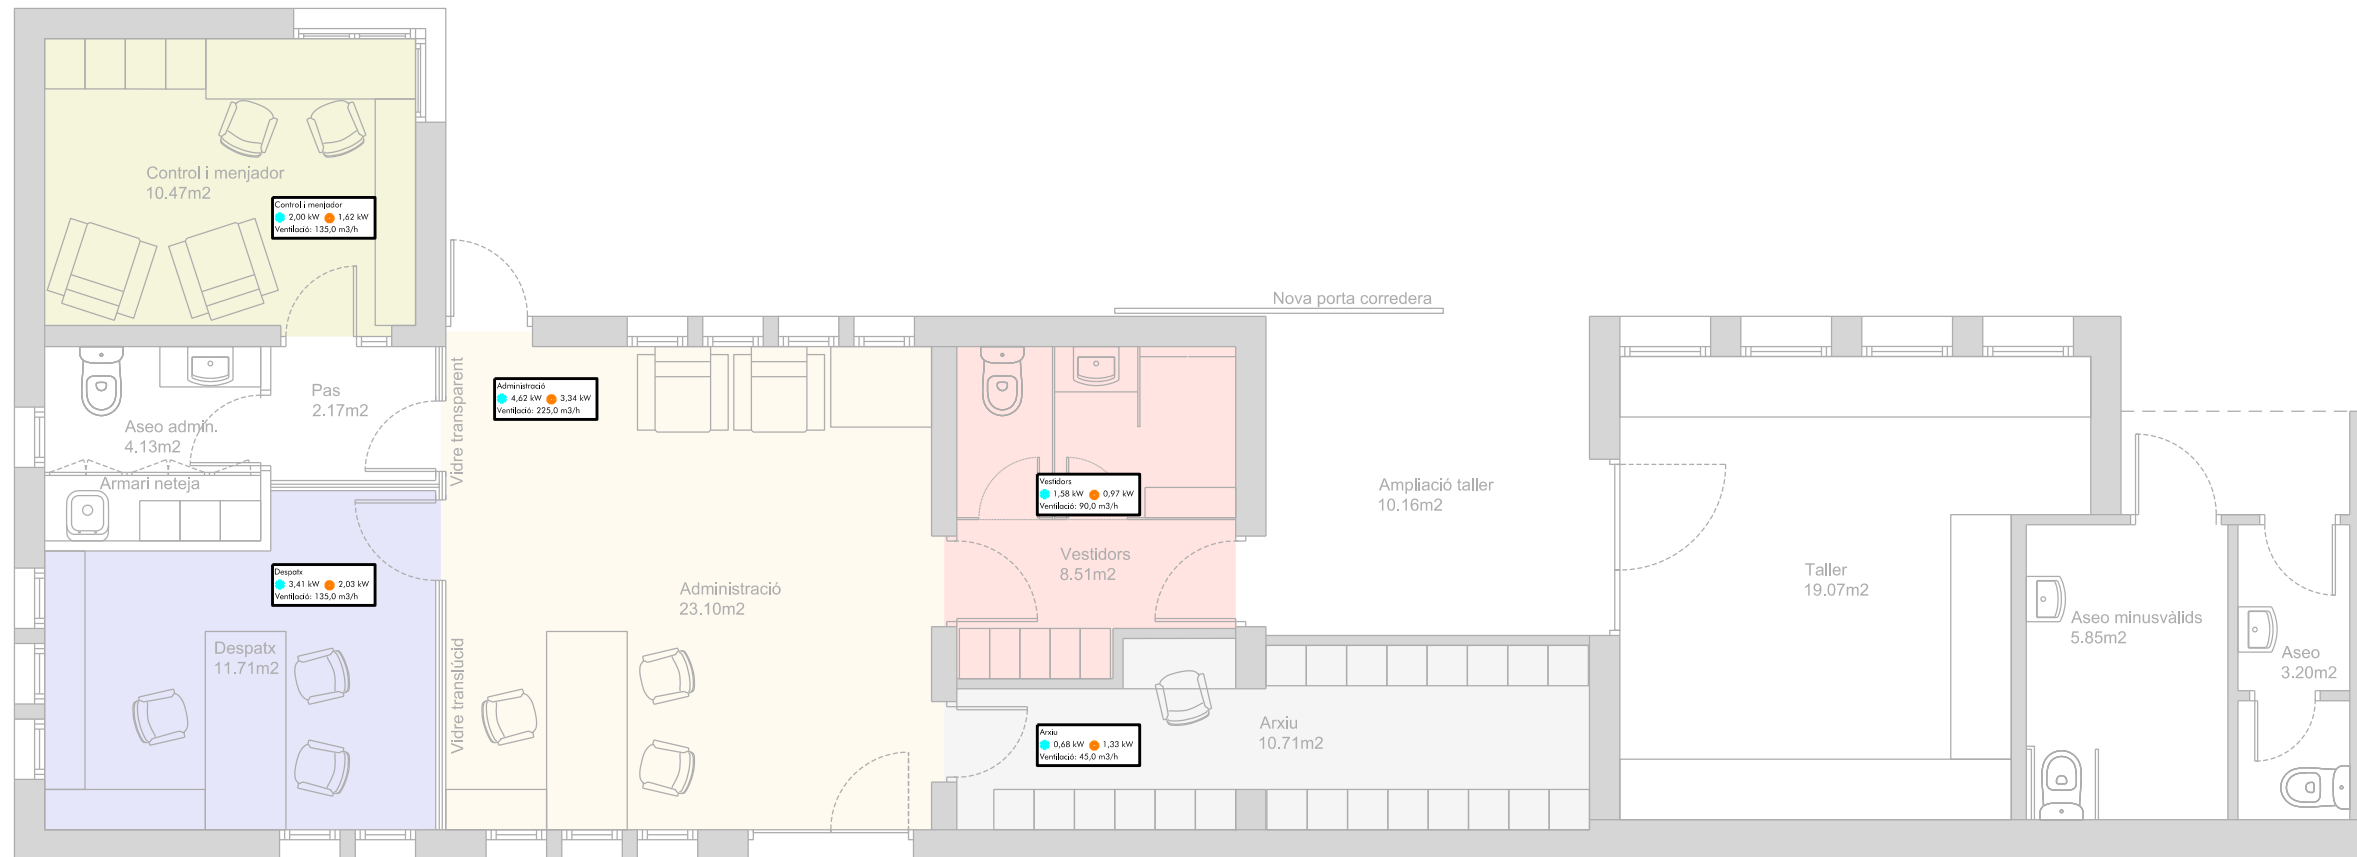 Control i menjador
10.47m2
Control i menjador
2,00 kW 1,62 kW
Ventilació: 135,0 m3/h
Nova porta corredera
Pas
2.17m2
Vidre transparent
Administració
4,62 kW 3,34 kW
Ventilació: 225,0 m3/h
Aseo admin.
4.13m2
Armari neteja
Vestidors
1,58 kW 0,97 kW
Ventilació: 90,0 m3/h
Ampliació taller
10.16m2
Vestidors
8.51m2
Despatx
3,41 kW 2,03 kW
Ventilació: 135,0 m3/h
Administració
23.10m2
Taller
19.07m2
Aseo minusvàlids
5.85m2
Despatx
11.71m2
Vidre translúcid
Aseo
3.20m2
Arxiu
10.71m2
Arxiu
0,68 kW 1,33 kW
Ventilació: 45,0 m3/h